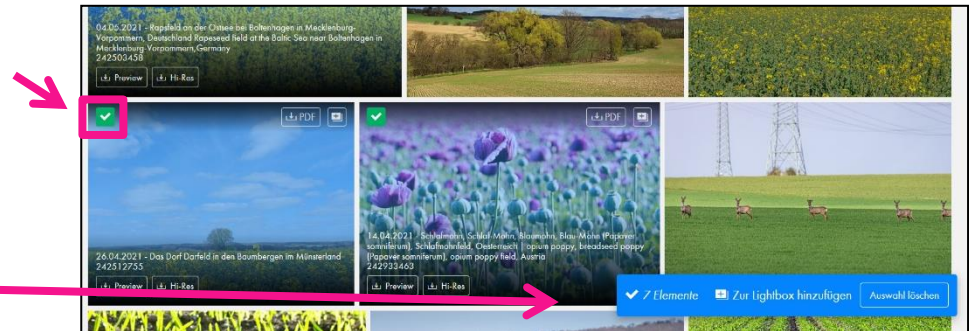 04.05.2021 - Rapsfeld an der Ostsee bei Boltenhagen in Mecklenburg-
Vorpommern, Deutschland Rapeseed field at the Baltic Sea near Boltenhagen in
Mecklenburg-Vorpommern,Germany
242503458
Preview Hi-Res
PDF
PDF
26.04.2021 - Das Dorf Darfeld in den Baumbergen im Münsterland
242512755
Preview Hi-Res
14.04.2021 - Schlafmohn, Schlaf-Mohn, Blaumohn, Blau-Mohn (Papaver
somniferum), Schlafmohnfeld, Oesterreich | opium poppy, breadseed poppy
(Papaver somniferum), opium poppy field, Austria
242933463
Preview Hi-Res
7 Elemente Zur Lightbox hinzufügen Auswahl löschen